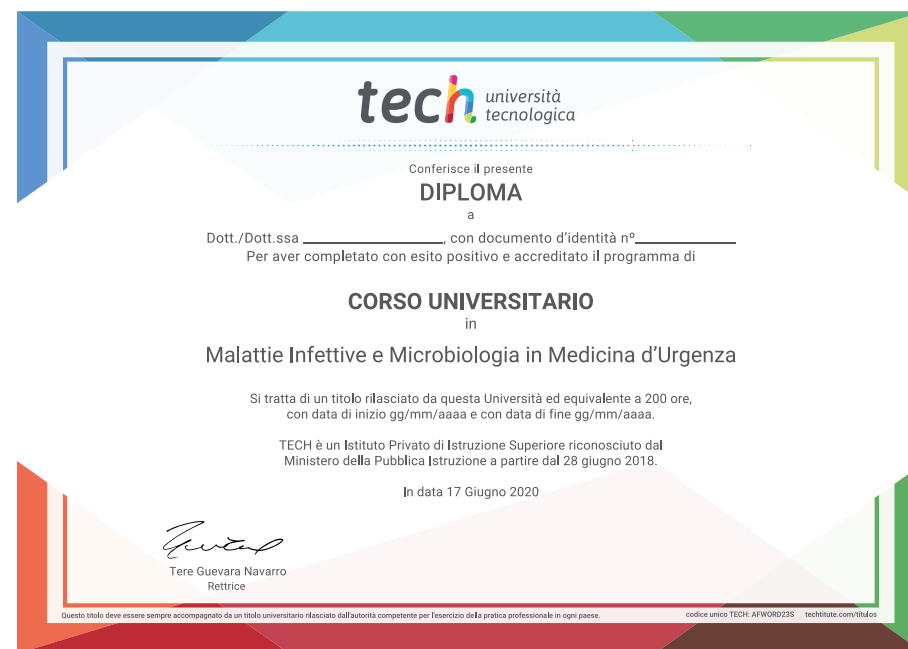 tech università
tecnologica
Conferisce il presente
DIPLOMA
a
Dott./Dott.ssa ____________________, con documento d'identità nº______________
Per aver completato con esito positivo e accreditato il programma di
CORSO UNIVERSITARIO
in
Malattie Infettive e Microbiologia in Medicina d'Urgenza
Si tratta di un titolo rilasciato da questa Università ed equivalente a 200 ore,
con data di inizio gg/mm/aaaa e con data di fine gg/mm/aaaa.
TECH è un Istituto Privato di Istruzione Superiore riconosciuto dal
Ministero della Pubblica Istruzione a partire dal 28 giugno 2018.
In data 17 Giugno 2020
Tere Guevara Navarro
Rettrice
Questo titolo deve essere sempre accompagnato da un titolo universitario rilasciato dall'autorità competente per l'esercizio della pratica professionale in ogni paese. codice unico TECH: AFWORD23S techtitute.com/titulos